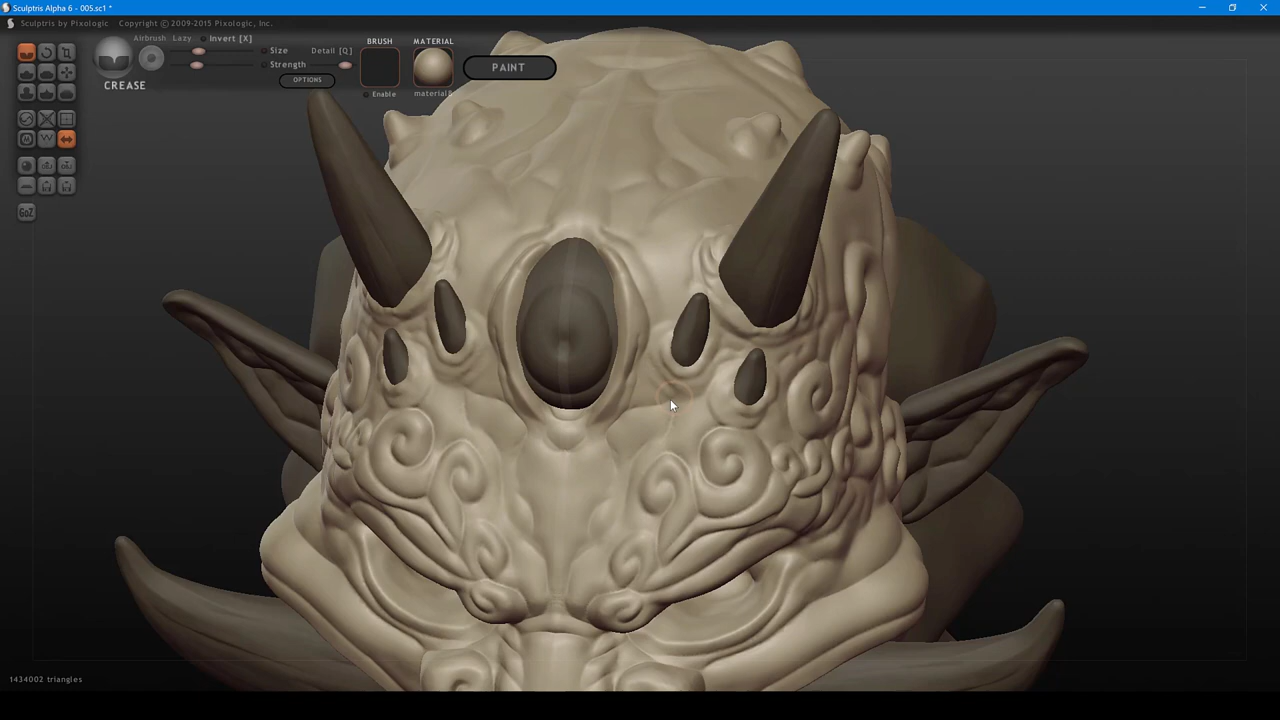 Sculptris Alpha 6 - 005.sc1 *
Sculptris by Pixologic Copyright © 2009-2015 Pixologic, Inc.
Airbrush Lazy Invert [X]
Size Detail [Q]
Strength
OPTIONS
CREASE
BRUSH
Enable
MATERIAL
material8
PAINT
GoZ
1434002 triangles